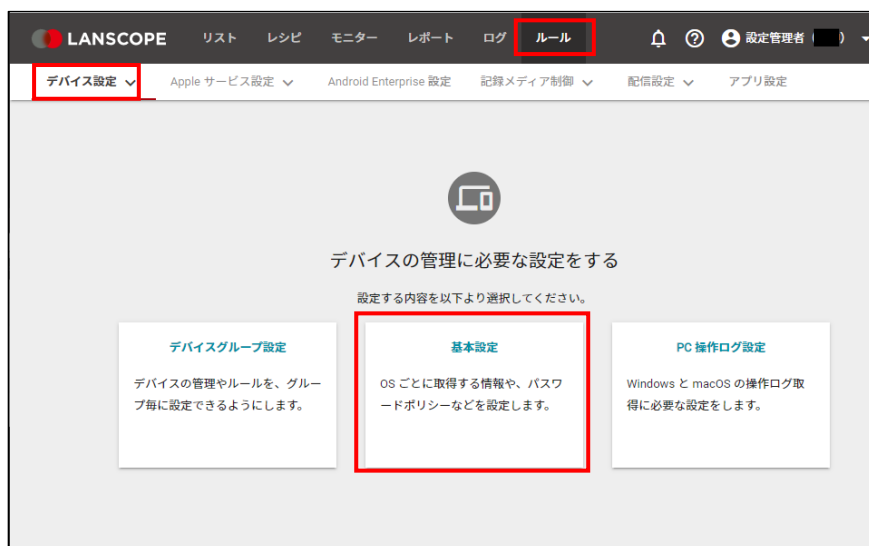 LANSCOPE リスト レシピ モニター レポート ログ ルール 設定管理者 ( )
デバイス設定 Apple サービス設定 Android Enterprise 設定 記録メディア制御 配信設定 アプリ設定
デバイスの管理に必要な設定をする
設定する内容を以下より選択してください。
デバイスグループ設定
デバイスの管理やルールを、グルー
プ毎に設定できるようにします。
基本設定
OS ごとに取得する情報や、パスワ
ードポリシーなどを設定します。
PC 操作ログ設定
Windows と macOS の操作ログ取
得に必要な設定をします。